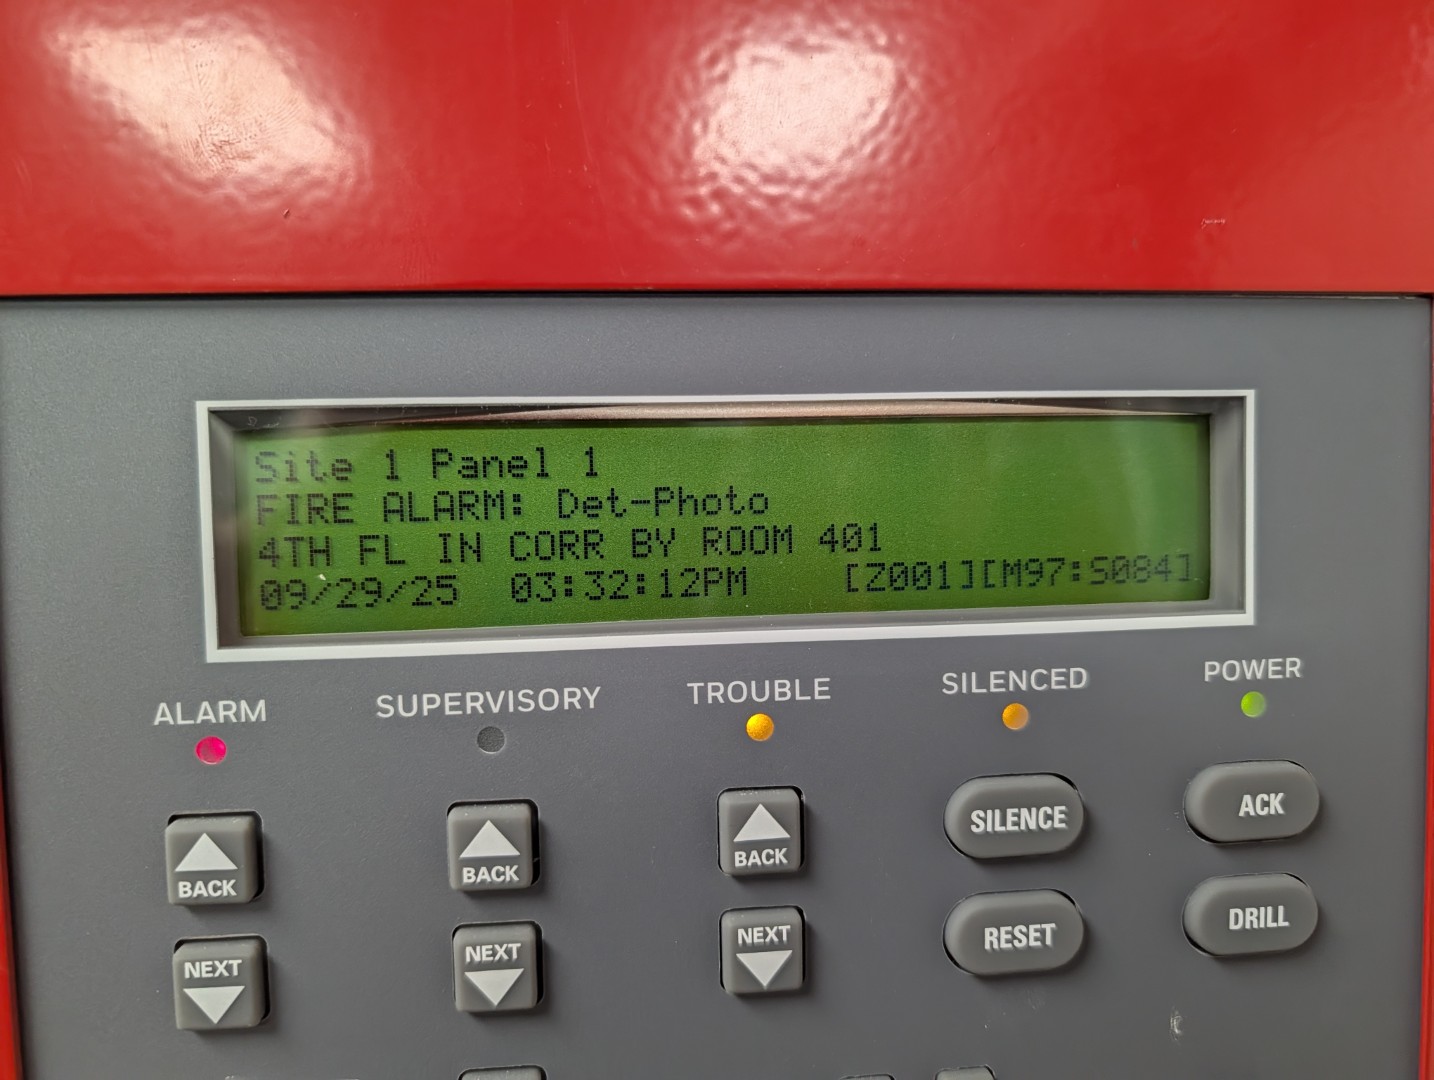 Site 1 Panel 1
FIRE ALARM: Det-Photo
4TH FL IN CORR BY ROOM 401
09/29/25 03:32:12PM [Z001][M97:S084]
ALARM SUPERVISORY TROUBLE SILENCED POWER
BACK BACK BACK SILENCE ACK
NEXT NEXT NEXT RESET DRILL